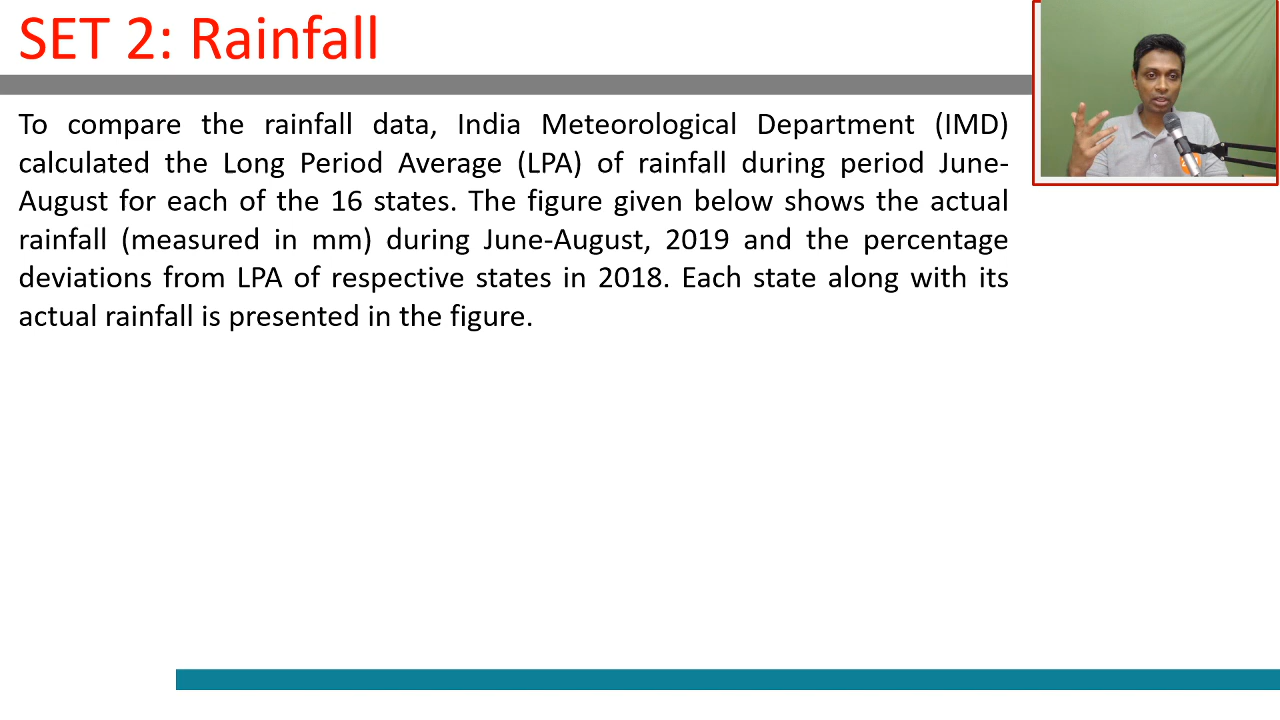 SET 2: Rainfall
To compare the rainfall data, India Meteorological Department (IMD)
calculated the Long Period Average (LPA) of rainfall during period June-
August for each of the 16 states. The figure given below shows the actual
rainfall (measured in mm) during June-August, 2019 and the percentage
deviations from LPA of respective states in 2018. Each state along with its
actual rainfall is presented in the figure.